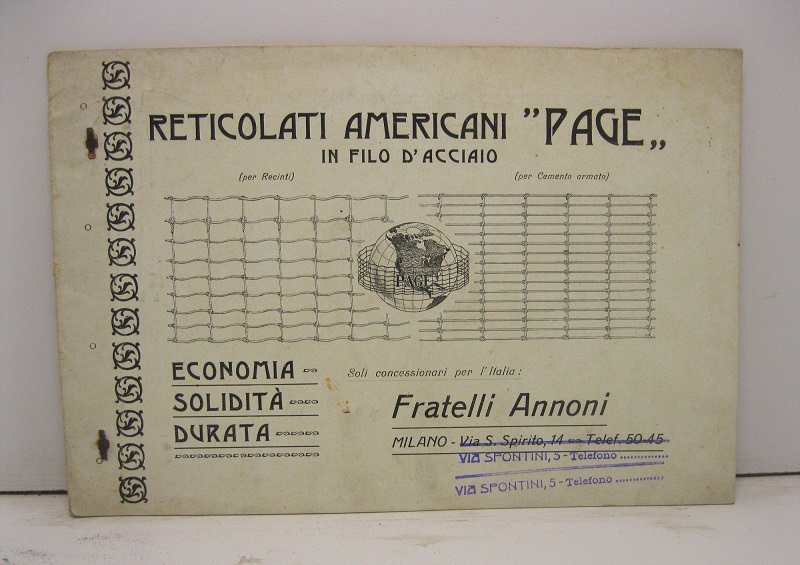 RETICOLATI AMERICANI "PAGE„
IN FILO D'ACCIAIO
(per Recinti)
(per Cemento armato)
PAGE
ECONOMIA
SOLIDITÀ
DURATA
Soli concessionari per l'Italia:
Fratelli Annoni
MILANO - Via S. Spirito, 14 - Telef. 50-45
VIA SPONTINI, 5 - Telefono ............
VIA SPONTINI, 5 - Telefono ............